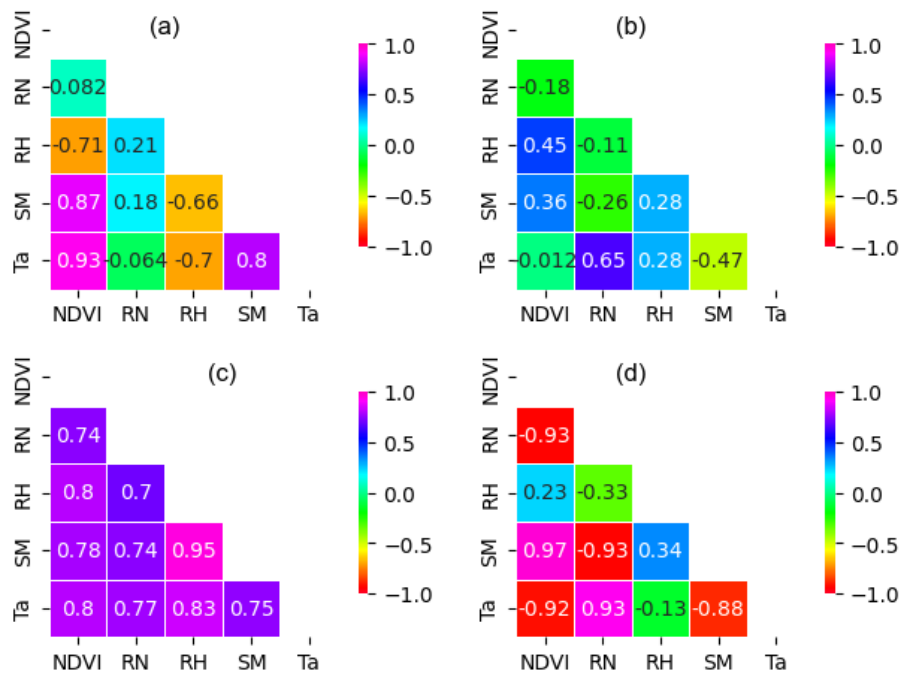 (a)
NDVI
RN
RH
SM
Ta
0.082
-0.71 0.21
0.87 0.18 -0.66
0.93 -0.064 -0.7 0.8
NDVI RN RH SM Ta
1.0
0.5
0.0
−0.5
−1.0
(b)
NDVI
RN
RH
SM
Ta
-0.18
0.45 -0.11
0.36 -0.26 0.28
-0.012 0.65 0.28 -0.47
NDVI RN RH SM Ta
1.0
0.5
0.0
−0.5
−1.0
(c)
NDVI
RN
RH
SM
Ta
0.74
0.8 0.7
0.78 0.74 0.95
0.8 0.77 0.83 0.75
NDVI RN RH SM Ta
1.0
0.5
0.0
−0.5
−1.0
(d)
NDVI
RN
RH
SM
Ta
-0.93
0.23 -0.33
0.97 -0.93 0.34
-0.92 0.93 -0.13 -0.88
NDVI RN RH SM Ta
1.0
0.5
0.0
−0.5
−1.0